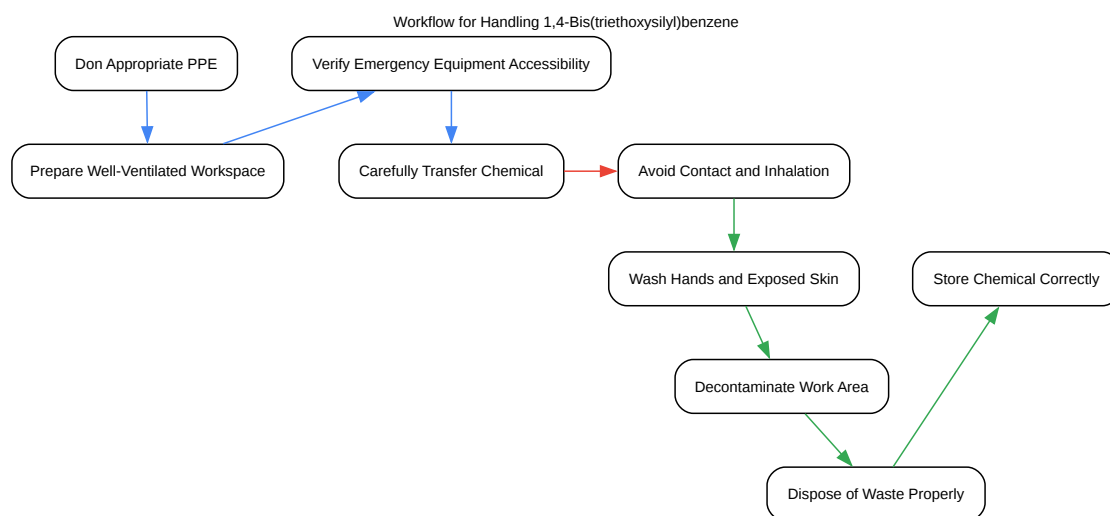 Workflow for Handling 1,4-Bis(triethoxysilyl)benzene
Don Appropriate PPE
Verify Emergency Equipment Accessibility
Prepare Well-Ventilated Workspace
Carefully Transfer Chemical
Avoid Contact and Inhalation
Wash Hands and Exposed Skin
Store Chemical Correctly
Decontaminate Work Area
Dispose of Waste Properly